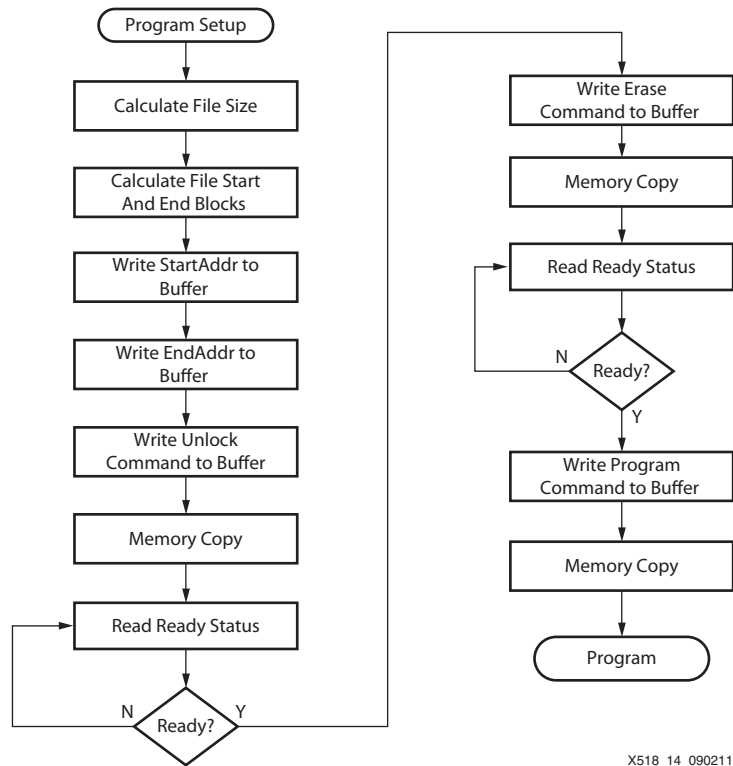 Program Setup
Calculate File Size
Calculate File Start
And End Blocks
Write StartAddr to
Buffer
Write EndAddr to
Buffer
Write Unlock
Command to Buffer
Memory Copy
Read Ready Status
N
Ready?
Y
Write Erase
Command to Buffer
Memory Copy
Read Ready Status
N
Ready?
Y
Write Program
Command to Buffer
Memory Copy
Program
X518_14_090211